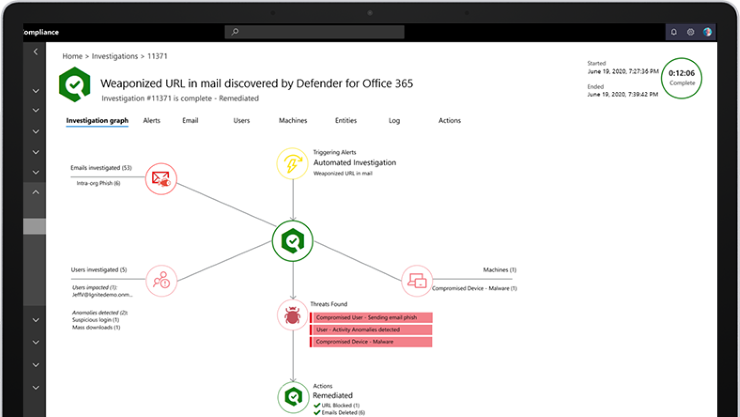 ompliance
Home > Investigations > 11371
Weaponized URL in mail discovered by Defender for Office 365
Investigation #11371 is complete - Remediated
Started
June 19, 2020, 7:27:36 PM
Ended
June 19, 2020, 7:39:42 PM
0:12:06
Complete
Investigation graph Alerts Email Users Machines Entities Log Actions
Triggering Alerts
Automated Investigation
Weaponized URL in mail
Emails investigated (53)
Intra-org Phish (6)
Users investigated (5)
Users impacted (1):
Jeffif@Ignitedemo.onm...
Anomalies detected (2):
Suspicious login (1)
Mass downloads (1)
Machines (1)
Compromised Device - Malware (1)
Threats Found
Compromised User - Sending email phish
User - Activity Anomalies detected
Compromised Device - Malware
Actions
Remediated
URL Blocked (1)
Emails Deleted (6)